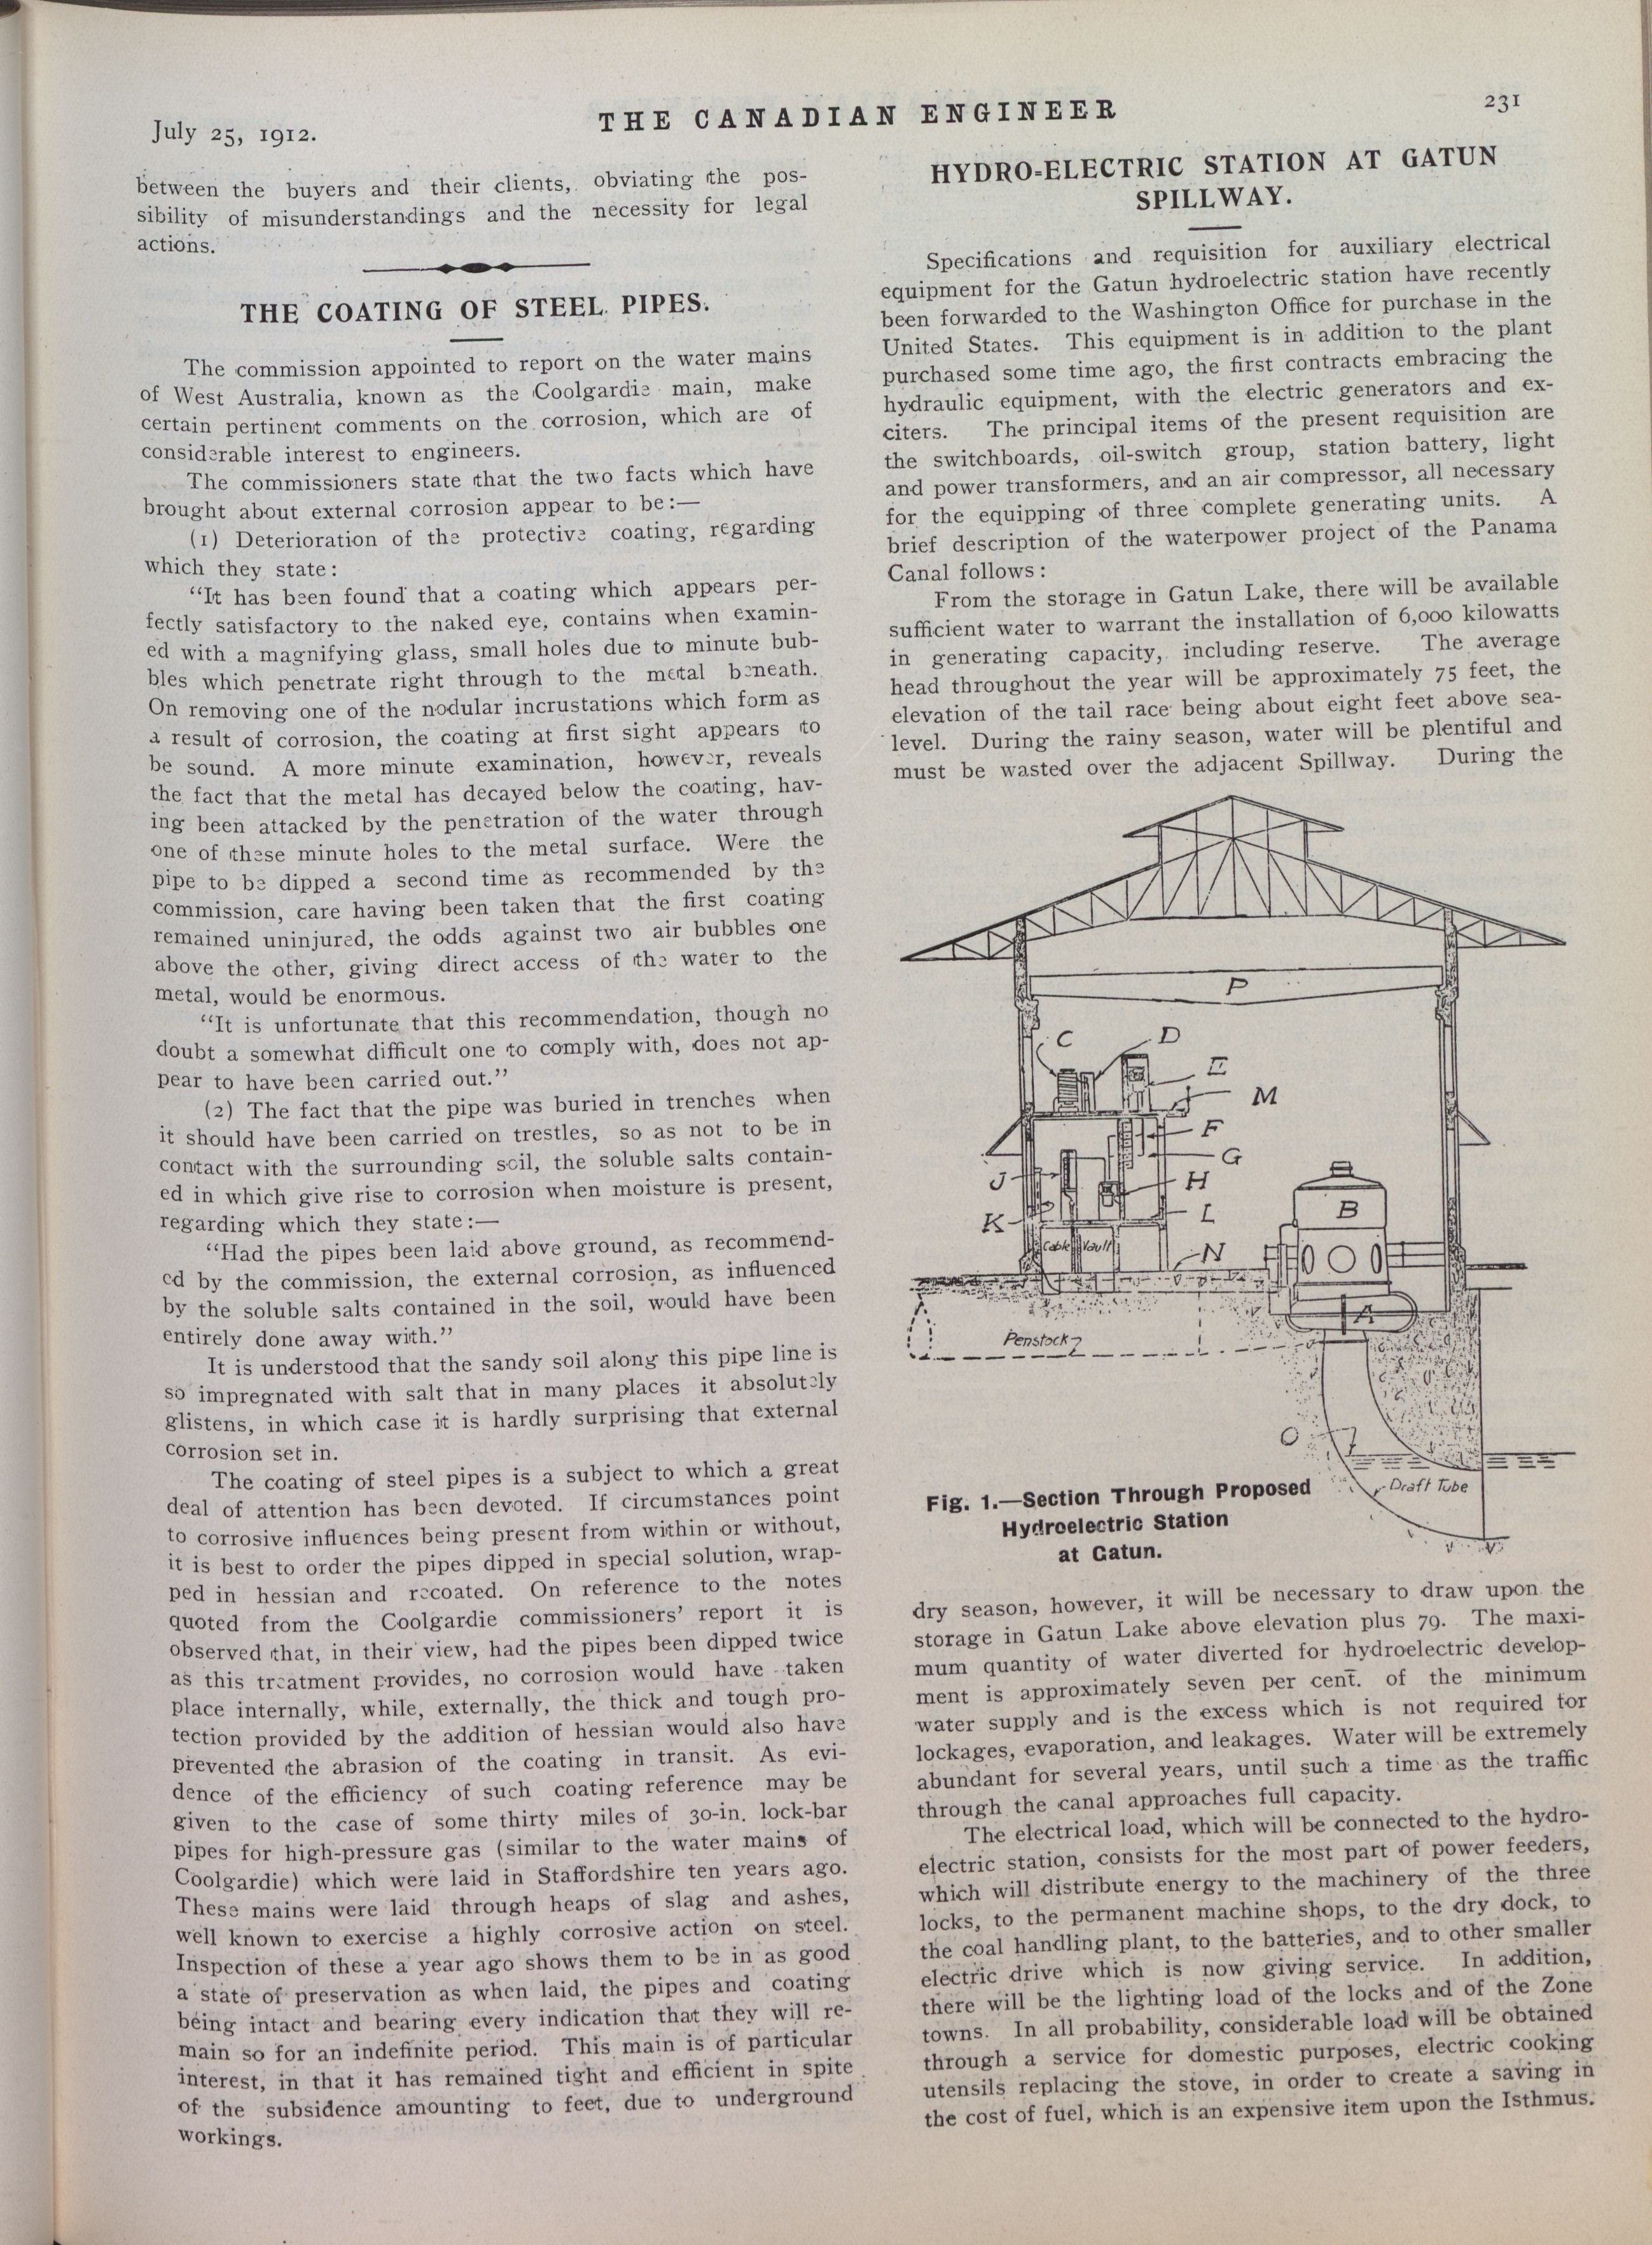 July 25, 1912.
THE CANADIAN ENGINEER
231
between the buyers and their clients, obviating the pos-
sibility of misunderstandings and the necessity for legal
actions.
THE COATING OF STEEL PIPES.
The commission appointed to report on the water mains
of West Australia, known as the Coolgardie main, make
certain pertinent comments on the corrosion, which are of
considerable interest to engineers.
The commissioners state that the two facts which have
brought about external corrosion appear to be:—
(1) Deterioration of the protective coating, regarding
which they state:
"It has been found that a coating which appears per-
fectly satisfactory to the naked eye, contains when examin-
ed with a magnifying glass, small holes due to minute bub-
bles which penetrate right through to the metal beneath.
On removing one of the nodular incrustations which form as
a result of corrosion, the coating at first sight appears to
be sound. A more minute examination, however, reveals
the fact that the metal has decayed below the coating, hav-
ing been attacked by the penetration of the water through
one of these minute holes to the metal surface. Were the
pipe to be dipped a second time as recommended by the
commission, care having been taken that the first coating
remained uninjured, the odds against two air bubbles one
above the other, giving direct access of the water to the
metal, would be enormous.
"It is unfortunate that this recommendation, though no
doubt a somewhat difficult one to comply with, does not ap-
pear to have been carried out."
(2) The fact that the pipe was buried in trenches when
it should have been carried on trestles, so as not to be in
contact with the surrounding soil, the soluble salts contain-
ed in which give rise to corrosion when moisture is present,
regarding which they state:—
"Had the pipes been laid above ground, as recommend-
ed by the commission, the external corrosion, as influenced
by the soluble salts contained in the soil, would have been
entirely done away with."
It is understood that the sandy soil along this pipe line is
so impregnated with salt that in many places it absolutely
glistens, in which case it is hardly surprising that external
corrosion set in.
The coating of steel pipes is a subject to which a great
deal of attention has been devoted. If circumstances point
to corrosive influences being present from within or without,
it is best to order the pipes dipped in special solution, wrap-
ped in hessian and recoated. On reference to the notes
quoted from the Coolgardie commissioners' report it is
observed that, in their view, had the pipes been dipped twice
as this treatment provides, no corrosion would have taken
place internally, while, externally, the thick and tough pro-
tection provided by the addition of hessian would also have
prevented the abrasion of the coating in transit. As evi-
dence of the efficiency of such coating reference may be
given to the case of some thirty miles of 30-in. lock-bar
pipes for high-pressure gas (similar to the water mains of
Coolgardie) which were laid in Staffordshire ten years ago.
These mains were laid through heaps of slag and ashes,
well known to exercise a highly corrosive action on steel.
Inspection of these a year ago shows them to be in as good
a state of preservation as when laid, the pipes and coating
being intact and bearing every indication that they will re-
main so for an indefinite period. This main is of particular
interest, in that it has remained tight and efficient in spite
of the subsidence amounting to feet, due to underground
workings.
HYDRO-ELECTRIC STATION AT GATUN
SPILLWAY.
Specifications and requisition for auxiliary electrical
equipment for the Gatun hydroelectric station have recently
been forwarded to the Washington Office for purchase in the
United States. This equipment is in addition to the plant
purchased some time ago, the first contracts embracing the
hydraulic equipment, with the electric generators and ex-
citers. The principal items of the present requisition are
the switchboards, oil-switch group, station battery, light
and power transformers, and an air compressor, all necessary
for the equipping of three complete generating units. A
brief description of the waterpower project of the Panama
Canal follows:
From the storage in Gatun Lake, there will be available
sufficient water to warrant the installation of 6,000 kilowatts
in generating capacity, including reserve. The average
head throughout the year will be approximately 75 feet, the
elevation of the tail race being about eight feet above sea-
level. During the rainy season, water will be plentiful and
must be wasted over the adjacent Spillway. During the
P
C
D
E
M
F
G
J
H
K
L
B
Cable Vault
N
A
Penstock
O
Draft Tube
Fig. 1.—Section Through Proposed
Hydroelectric Station
at Gatun.
dry season, however, it will be necessary to draw upon the
storage in Gatun Lake above elevation plus 79. The maxi-
mum quantity of water diverted for hydroelectric develop-
ment is approximately seven per cent. of the minimum
water supply and is the excess which is not required for
lockages, evaporation, and leakages. Water will be extremely
abundant for several years, until such a time as the traffic
through the canal approaches full capacity.
The electrical load, which will be connected to the hydro-
electric station, consists for the most part of power feeders,
which will distribute energy to the machinery of the three
locks, to the permanent machine shops, to the dry dock, to
the coal handling plant, to the batteries, and to other smaller
electric drive which is now giving service. In addition,
there will be the lighting load of the locks and of the Zone
towns. In all probability, considerable load will be obtained
through a service for domestic purposes, electric cooking
utensils replacing the stove, in order to create a saving in
the cost of fuel, which is an expensive item upon the Isthmus.